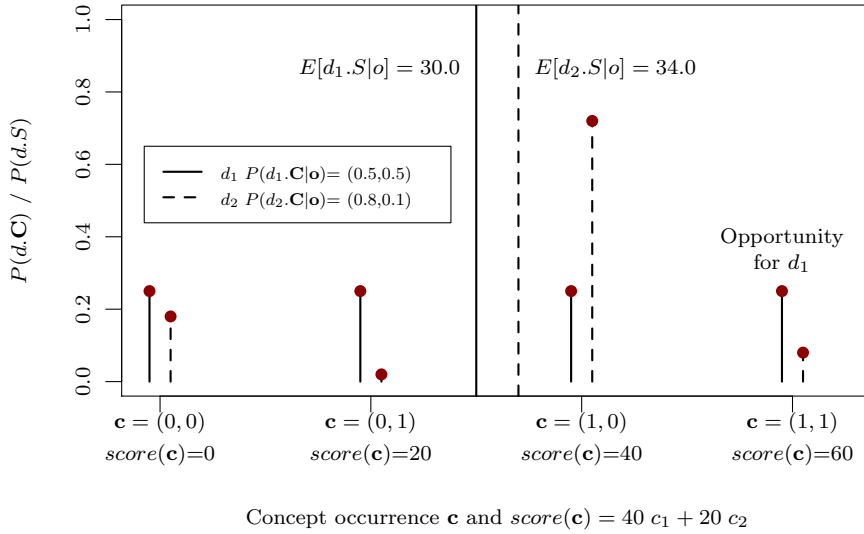 P(d.C) / P(d.S)
1.0
0.8
0.6
0.4
0.2
0.0
E[d₁.S|o] = 30.0
E[d₂.S|o] = 34.0
d₁ P(d₁.C|o)= (0.5,0.5)
d₂ P(d₂.C|o)= (0.8,0.1)
Opportunity
for d₁
c = (0, 0)
score(c)=0
c = (0, 1)
score(c)=20
c = (1, 0)
score(c)=40
c = (1, 1)
score(c)=60
Concept occurrence c and score(c) = 40 c₁ + 20 c₂